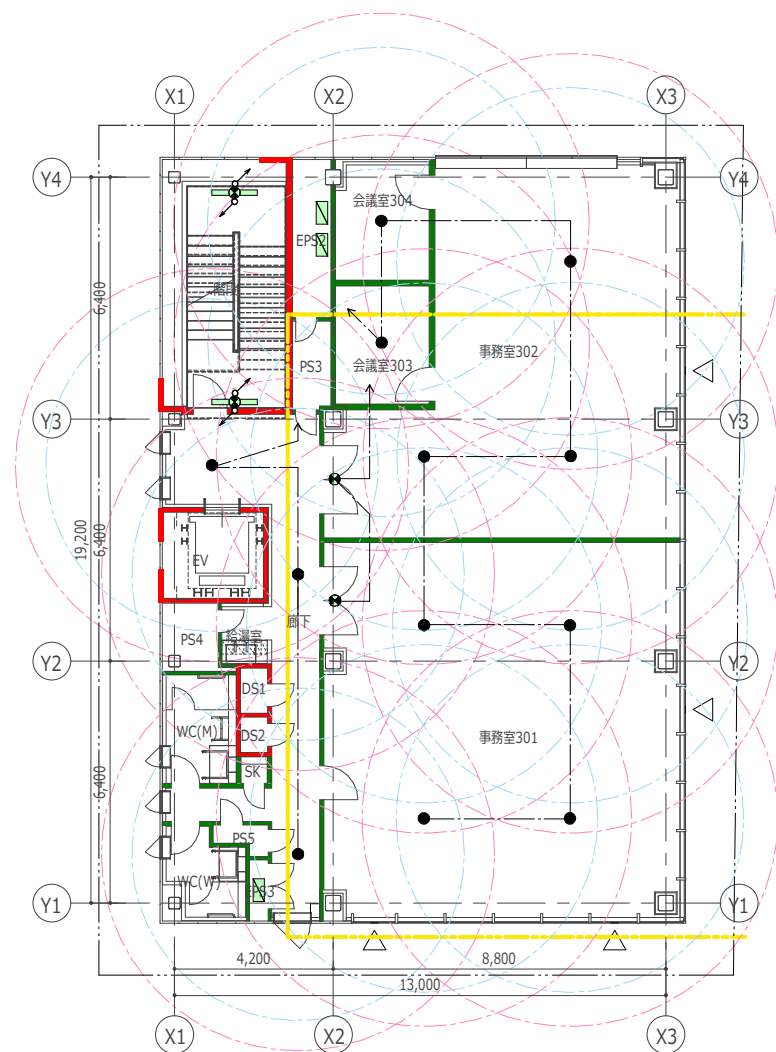 X1
X2
X3
Y4
Y4
会議室304
EPS2
階段
6,400
PS3
会議室303
事務室302
Y3
Y3
19,200
6,400
EV
廊下
PS4
給湯室
Y2
Y2
DS1
WC(M)
DS2
事務室301
SK
6,400
PS5
WC(W)
EPS3
Y1
Y1
4,200
8,800
13,000
X1
X2
X3